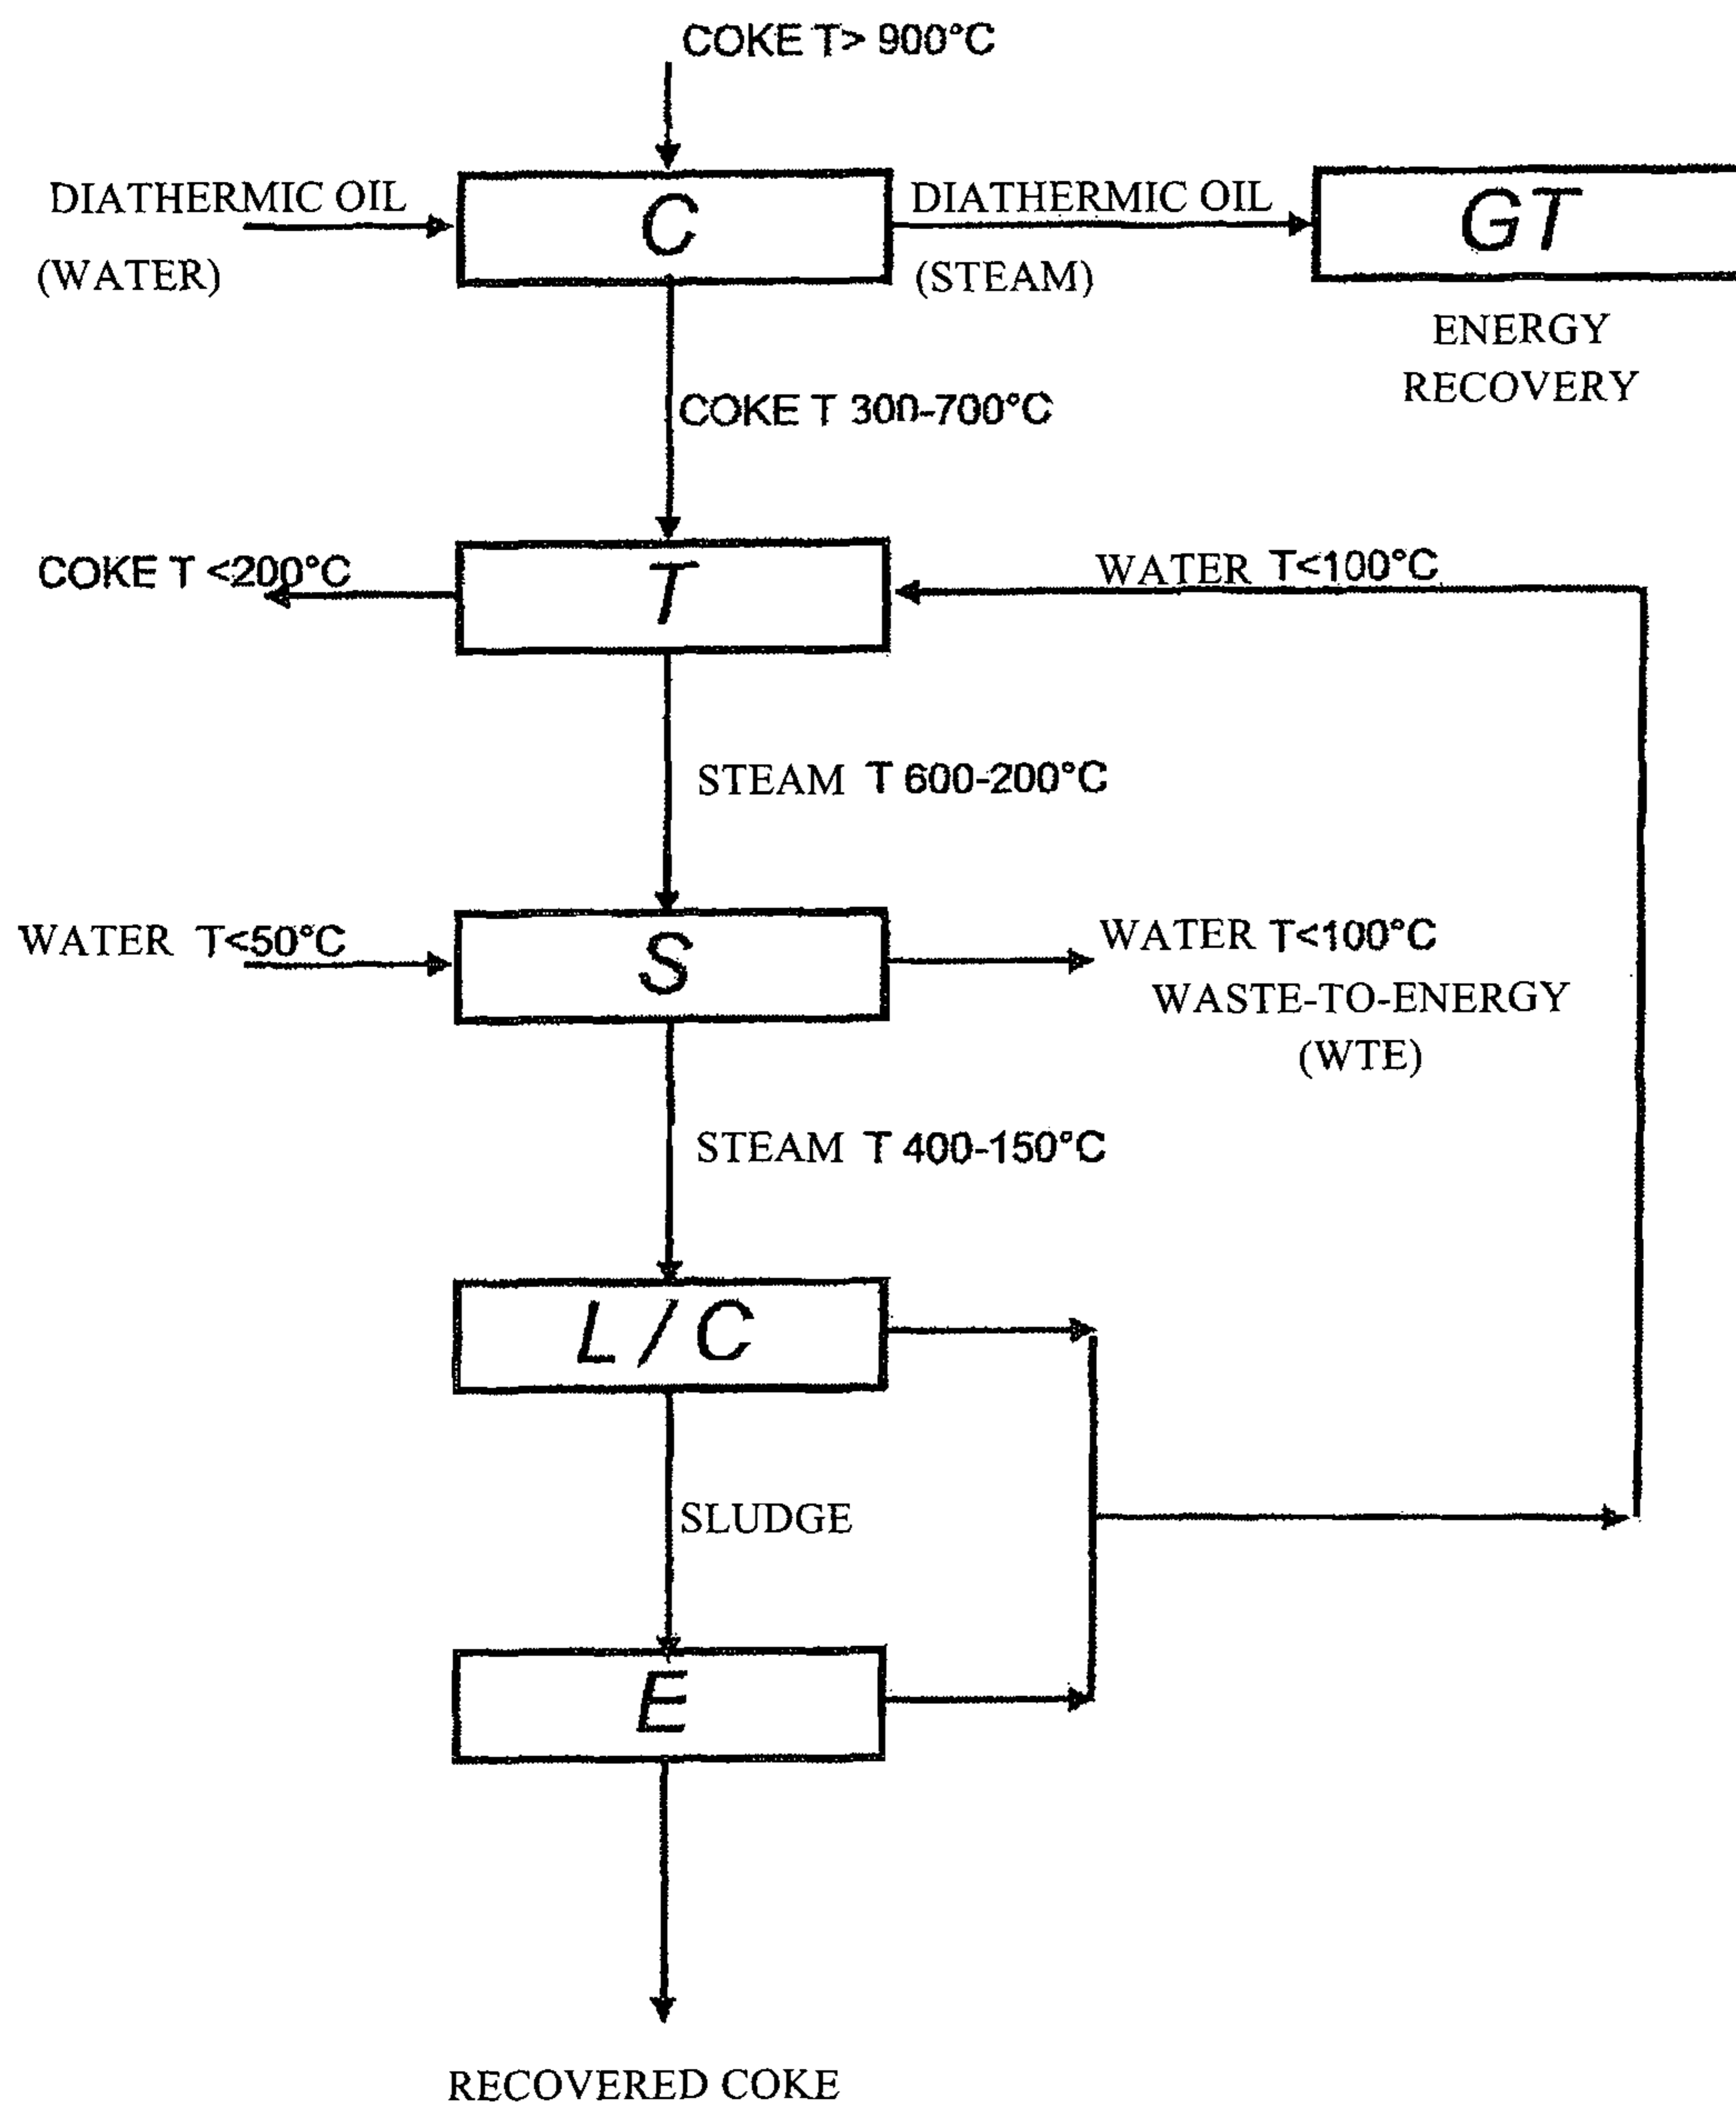 COKE T> 900°C
DIATHERMIC OIL
(WATER)
C
DIATHERMIC OIL
(STEAM)
GT
ENERGY
RECOVERY
COKE T 300-700°C
COKE T <200°C
T
WATER T<100°C
STEAM T 600-200°C
WATER T<50°C
S
WATER T<100°C
WASTE-TO-ENERGY
(WTE)
STEAM T 400-150°C
L / C
SLUDGE
E
RECOVERED COKE